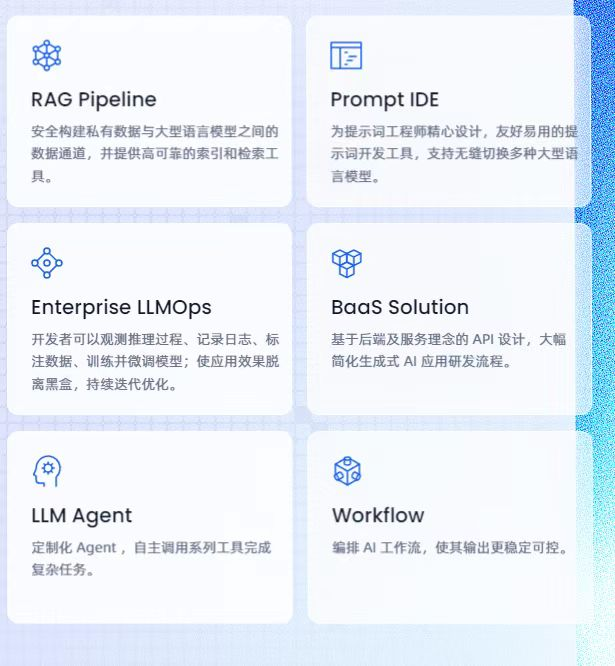 RAG Pipeline
安全构建私有数据与大型语言模型之间的
数据通道，并提供高可靠的索引和检索工
具。
Prompt IDE
为提示词工程师精心设计，友好易用的提
示词开发工具，支持无缝切换多种大型语
言模型。
Enterprise LLMOps
开发者可以观测推理过程、记录日志、标
注数据、训练并微调模型；使应用效果脱
离黑盒，持续迭代优化。
BaaS Solution
基于后端及服务理念的 API 设计，大幅
简化生成式 AI 应用研发流程。
LLM Agent
定制化 Agent ，自主调用系列工具完成
复杂任务。
Workflow
编排 AI 工作流，使其输出更稳定可控。